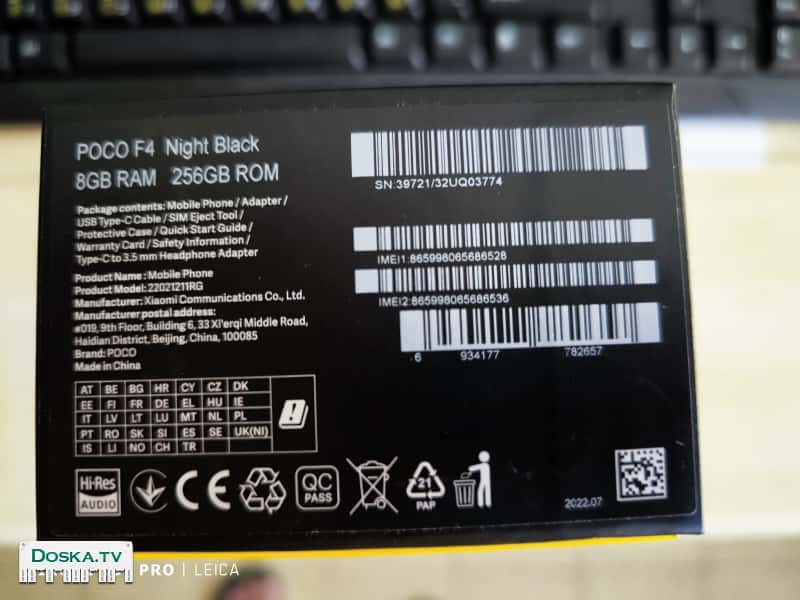 POCO F4 Night Black
8GB RAM 256GB ROM
Package contents: Mobile Phone / Adapter /
USB Type-C Cable / SIM Eject Tool /
Protective Case / Quick Start Guide /
Warranty Card / Safety Information /
Type-C to 3.5 mm Headphone Adapter
Product Name: Mobile Phone
Product Model: 22021211RG
Manufacturer: Xiaomi Communications Co., Ltd.
Manufacturer postal address:
#019, 9th Floor, Building 6, 33 Xi'erqi Middle Road,
Haidian District, Beijing, China, 100085
Brand: POCO
Made in China
SN:39721/32UQ03774
IMEI1:865998065686528
IMEI2:865998065686536
6 934177 782657
AT BE BG HR CY CZ DK
EE FI FR DE EL HU IE
IT LV LT LU MT NL PL
PT RO SK SI ES SE UK(NI)
IS LI NO CH TR
Hi-Res
AUDIO
CE
QC
PASS
21
PAP
2022.07
DOSKA.TV
PRO | LEICA